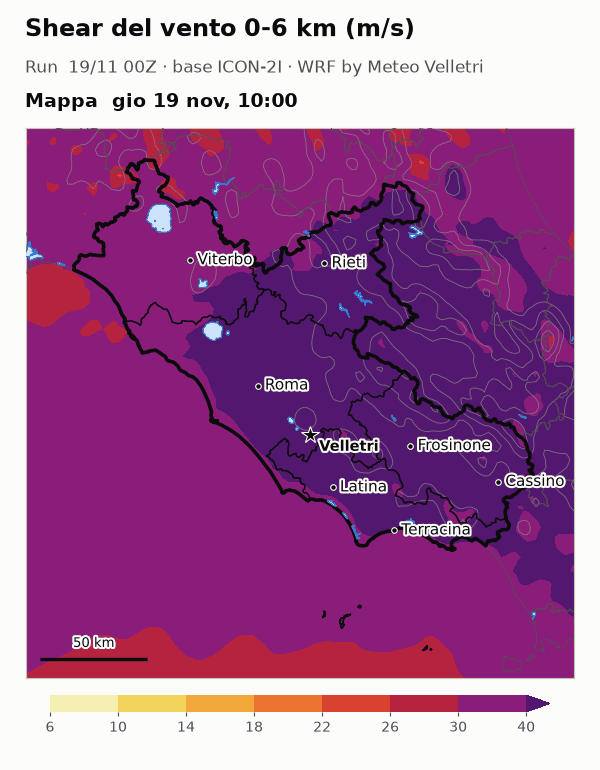 Shear del vento 0-6 km (m/s)
Run  19/11 00Z · base ICON-2I · WRF by Meteo Velletri
Mappa  gio 19 nov, 10:00
Viterbo
Rieti
Roma
Velletri
Frosinone
Latina
Cassino
Terracina
50 km
6 10 14 18 22 26 30 40